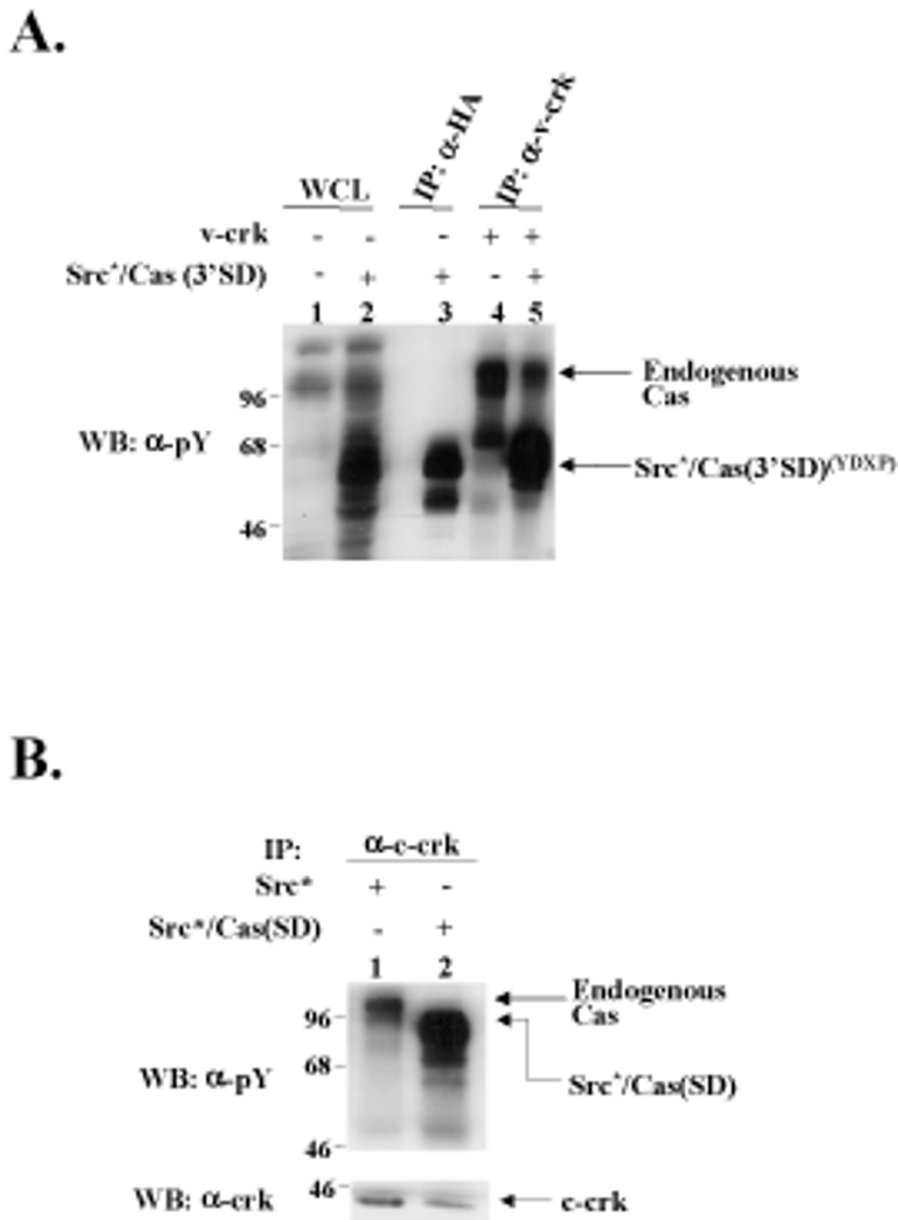 A.
WCL
IP: α-HA
IP: α-v-crk
v-crk - - - + +
Src*/Cas (3'SD) - + + - +
1 2 3 4 5
Endogenous
Cas
96
WB: α-pY
68
Src*/Cas(3'SD)(YDXP)
46
B.
IP: α-c-crk
Src* + -
Src*/Cas(SD) - +
1 2
Endogenous
Cas
96
68
WB: α-pY
Src*/Cas(SD)
46
46
WB: α-crk
c-crk